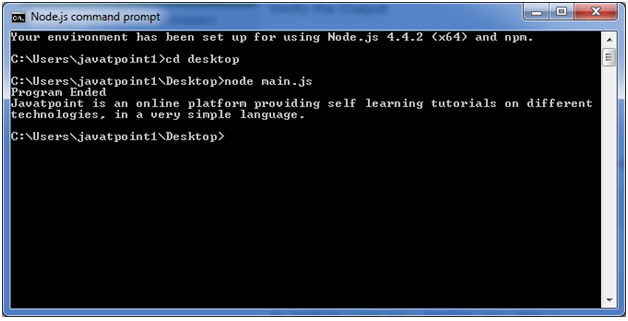 Node.js command prompt
Your environment has been set up for using Node.js 4.4.2 (x64) and npm.
C:\Users\javatpoint1>cd desktop
C:\Users\javatpoint1\Desktop>node main.js
Program Ended
Javatpoint is an online platform providing self learning tutorials on different
technologies, in a very simple language.
C:\Users\javatpoint1\Desktop>